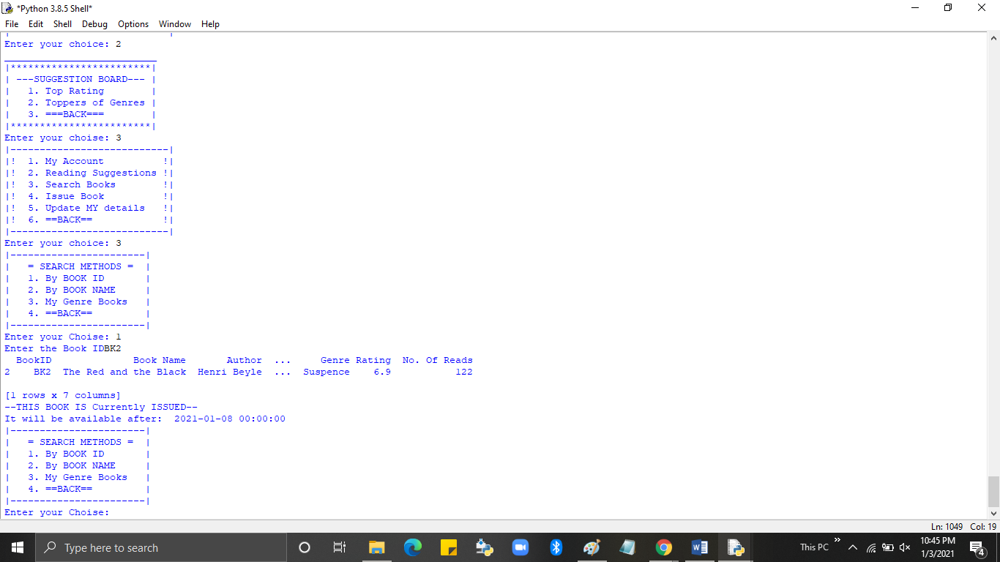 *Python 3.8.5 Shell*
File Edit Shell Debug Options Window Help
Enter your choice: 2
__________________________
|************************|
| ---SUGGESTION BOARD--- |
|   1. Top Rating        |
|   2. Toppers of Genres |
|   3. ===BACK===        |
|************************|
Enter your choise: 3
|---------------------------|
|!  1. My Account          !|
|!  2. Reading Suggestions !|
|!  3. Search Books        !|
|!  4. Issue Book          !|
|!  5. Update MY details   !|
|!  6. ==BACK==            !|
|---------------------------|
Enter your choice: 3
|-----------------------|
|   = SEARCH METHODS =  |
|   1. By BOOK ID       |
|   2. By BOOK NAME     |
|   3. My Genre Books   |
|   4. ==BACK==         |
|-----------------------|
Enter your Choise: 1
Enter the Book IDBK2
  BookID              Book Name       Author  ...     Genre Rating  No. Of Reads
2    BK2  The Red and the Black  Henri Beyle  ...  Suspence    6.9           122
[1 rows x 7 columns]
--THIS BOOK IS Currently ISSUED--
It will be available after:  2021-01-08 00:00:00
|-----------------------|
|   = SEARCH METHODS =  |
|   1. By BOOK ID       |
|   2. By BOOK NAME     |
|   3. My Genre Books   |
|   4. ==BACK==         |
|-----------------------|
Enter your Choise:
Ln: 1049 Col: 19
Type here to search
This PC
10:45 PM
1/3/2021
4